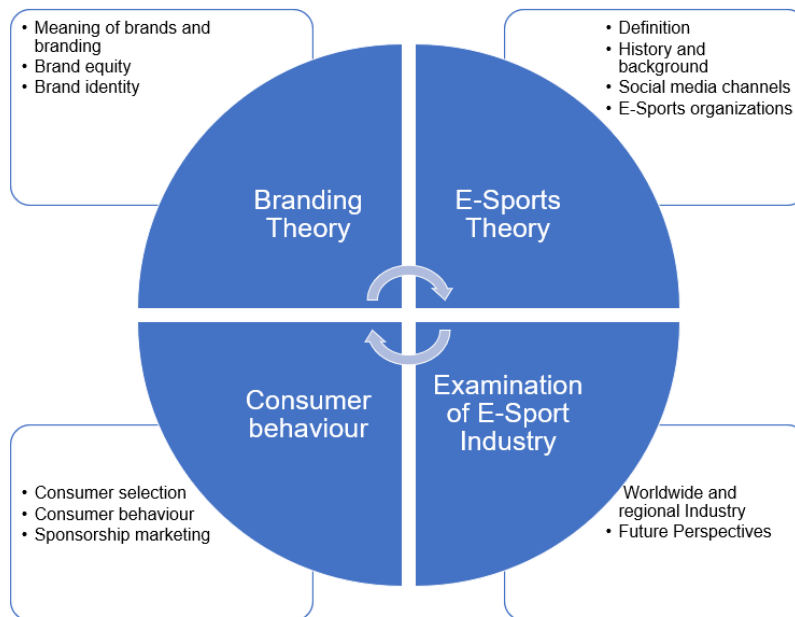 • Meaning of brands and
branding
• Brand equity
• Brand identity
• Definition
• History and
background
• Social media channels
• E-Sports organizations
Branding
Theory
E-Sports
Theory
Consumer
behaviour
Examination
of E-Sport
Industry
• Consumer selection
• Consumer behaviour
• Sponsorship marketing
Worldwide and
regional Industry
• Future Perspectives